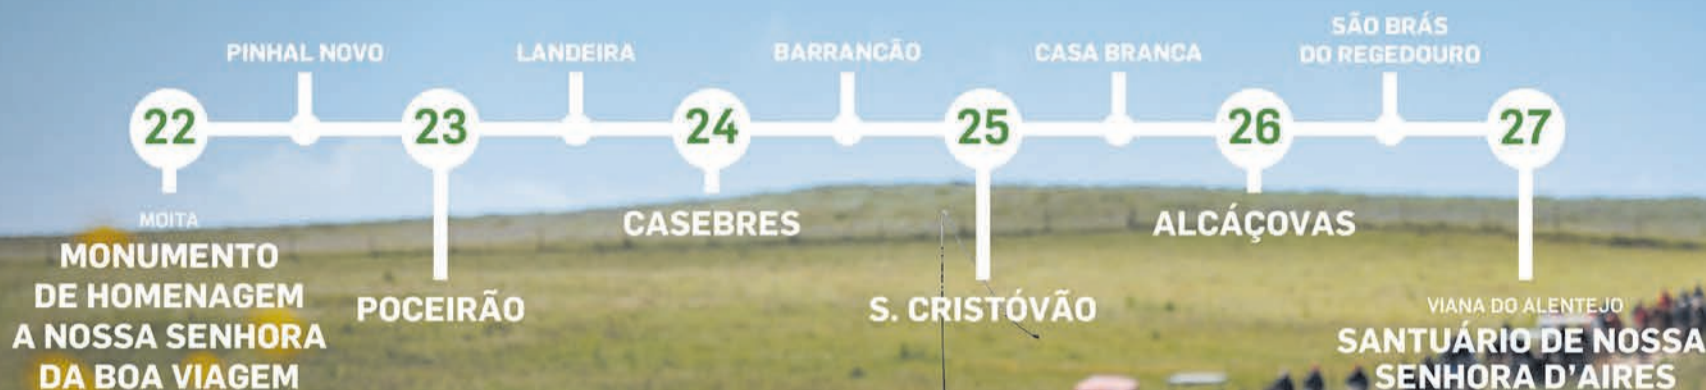 PINHAL NOVO
LANDEIRA
BARRANCÃO
CASA BRANCA
SÃO BRÁS
DO REGEDOURO
22
23
24
25
26
27
MOITA
MONUMENTO
DE HOMENAGEM
A NOSSA SENHORA
DA BOA VIAGEM
POCEIRÃO
CASEBRES
S. CRISTÓVÃO
ALCÁÇOVAS
VIANA DO ALENTEJO
SANTUÁRIO DE NOSSA
SENHORA D'AIRES